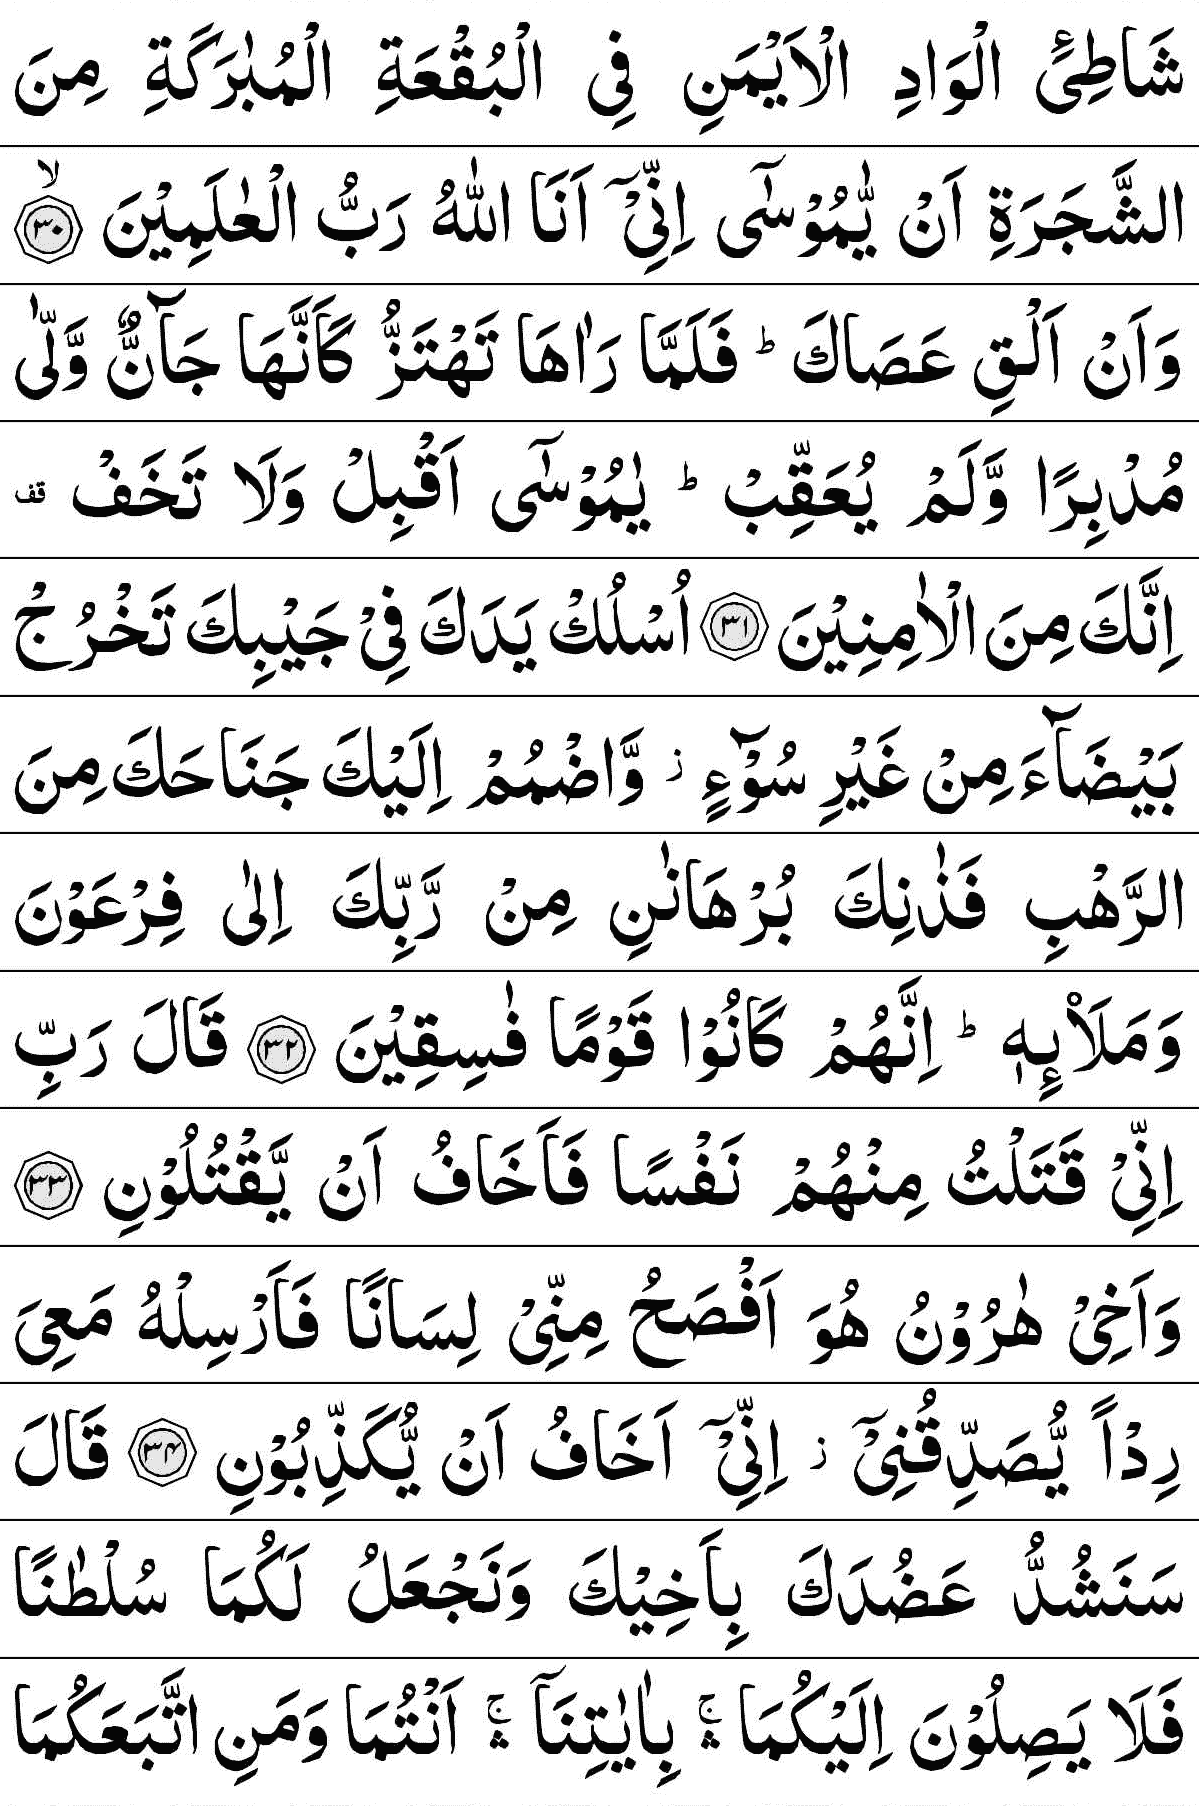 شَاطِئِ الْوَادِ الْاَیْمَنِ فِی الْبُقْعَةِ الْمُبٰرَكَةِ مِنَ
الشَّجَرَةِ اَنْ یّٰمُوْسٰۤی اِنِّیْۤ اَنَا اللّٰهُ رَبُّ الْعٰلَمِیْنَ ۙ‏﴿۳۰﴾
وَاَنْ اَلْقِ عَصَاكَ ؕ فَلَمَّا رَاٰهَا تَهْتَزُّ كَاَنَّهَا جَآنٌّ وَّلّٰی
مُدْبِرًا وَّلَمْ یُعَقِّبْ ؕ یٰمُوْسٰۤی اَقْبِلْ وَلَا تَخَفْ قف
اِنَّكَ مِنَ الْاٰمِنِیْنَ ﴿۳۱﴾ اُسْلُكْ یَدَكَ فِیْ جَیْبِكَ تَخْرُجْ
بَیْضَآءَ مِنْ غَیْرِ سُوْٓءٍ ز وَّاضْمُمْ اِلَیْكَ جَنَاحَكَ مِنَ
الرَّهْبِ فَذٰنِكَ بُرْهَانٰنِ مِنْ رَّبِّكَ اِلٰی فِرْعَوْنَ
وَمَلَا۟ئِهٖ ؕ اِنَّهُمْ كَانُوْا قَوْمًا فٰسِقِیْنَ ﴿۳۲﴾ قَالَ رَبِّ
اِنِّیْ قَتَلْتُ مِنْهُمْ نَفْسًا فَاَخَافُ اَنْ یَّقْتُلُوْنِ ﴿۳۳﴾
وَاَخِیْ هٰرُوْنُ هُوَ اَفْصَحُ مِنِّیْ لِسَانًا فَاَرْسِلْهُ مَعِیَ
رِدْاً یُّصَدِّقُنِیْۤ ز اِنِّیْۤ اَخَافُ اَنْ یُّكَذِّبُوْنِ ﴿۳۴﴾ قَالَ
سَنَشُدُّ عَضُدَكَ بِاَخِیْكَ وَنَجْعَلُ لَكُمَا سُلْطٰنًا
فَلَا یَصِلُوْنَ اِلَیْكُمَا ۛۚ بِاٰیٰتِنَاۤ ۛۚ اَنْتُمَا وَمَنِ اتَّبَعَكُمَا